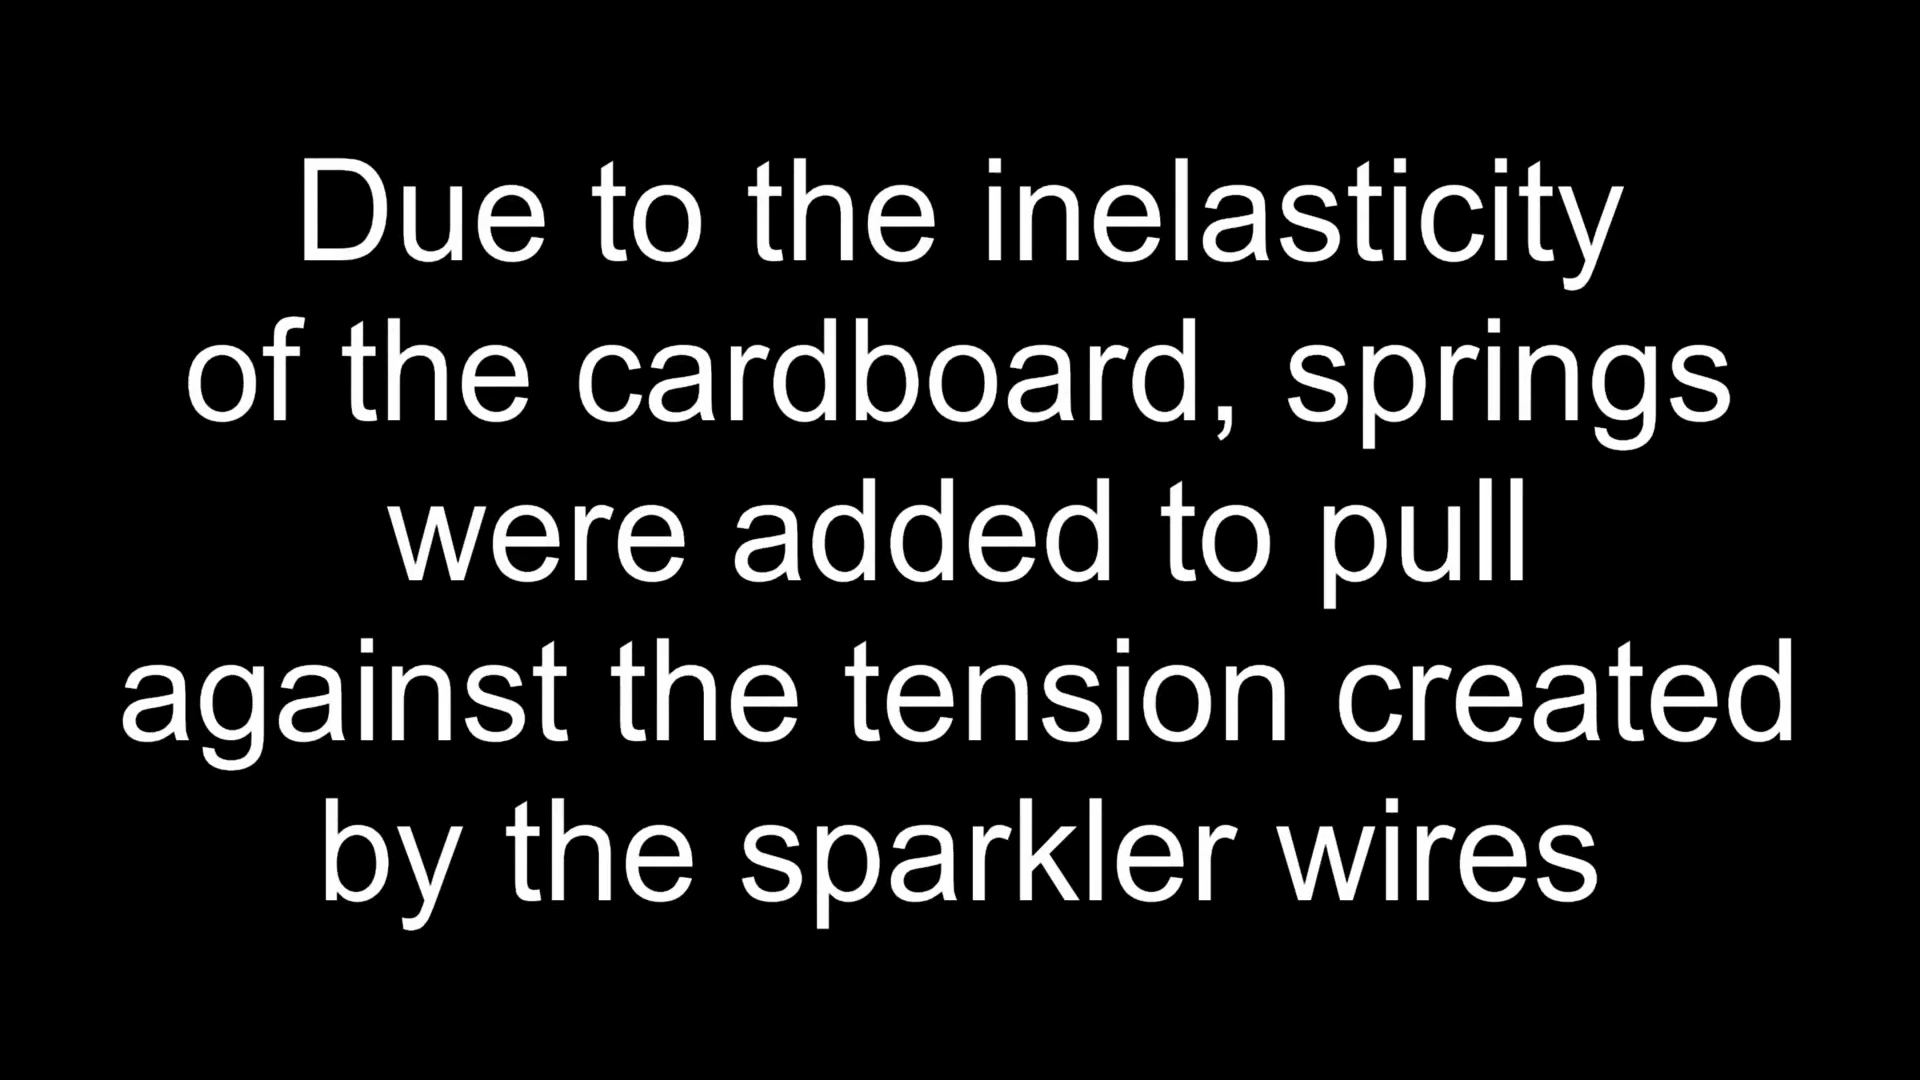 Due to the inelasticity
of the cardboard, springs
were added to pull
against the tension created
by the sparkler wires